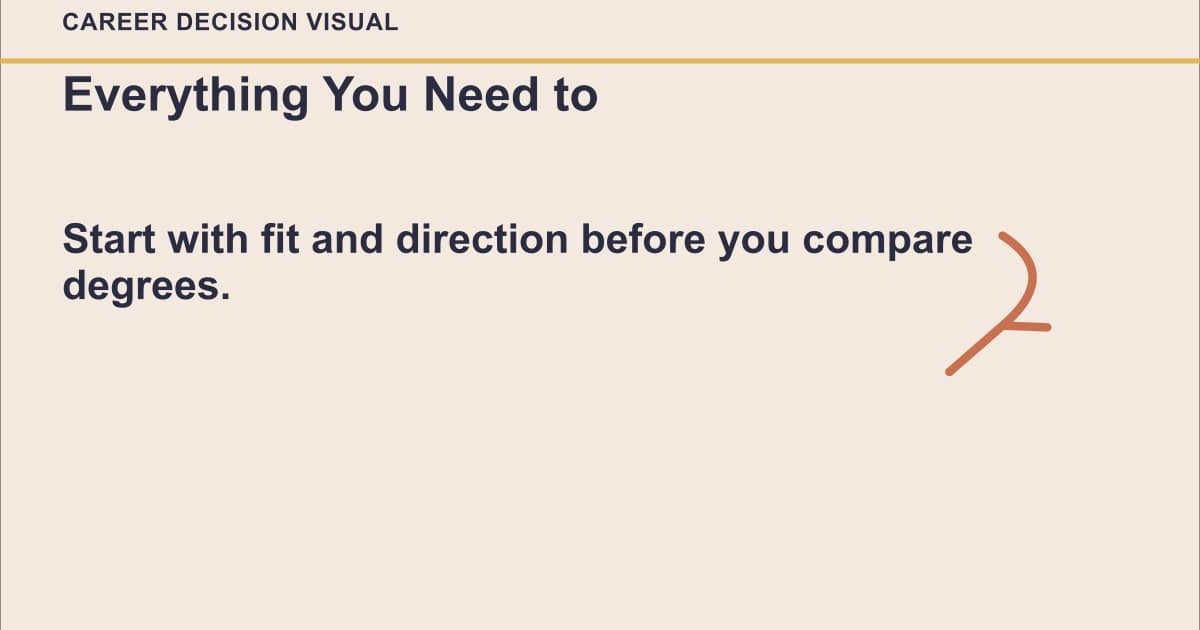 CAREER DECISION VISUAL
Everything You Need to
Start with fit and direction before you compare
degrees.